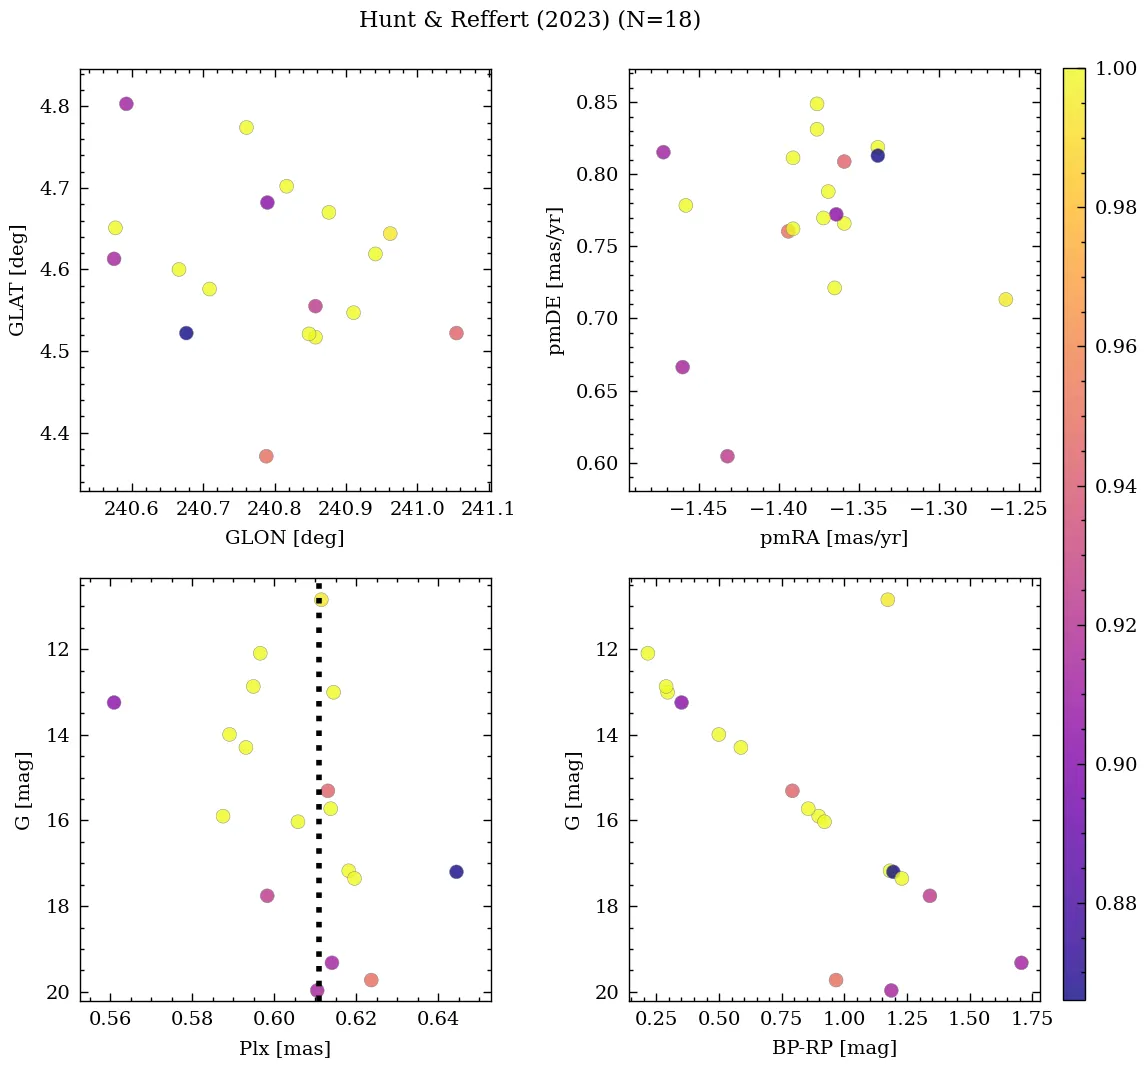 Hunt & Reffert (2023) (N=18)
4.8
4.7
4.6
4.5
4.4
GLAT [deg]
240.6 240.7 240.8 240.9 241.0 241.1
GLON [deg]
0.85
0.80
0.75
0.70
0.65
0.60
pmDE [mas/yr]
−1.45 −1.40 −1.35 −1.30 −1.25
pmRA [mas/yr]
12
14
16
18
20
G [mag]
0.56 0.58 0.60 0.62 0.64
Plx [mas]
12
14
16
18
20
G [mag]
0.25 0.50 0.75 1.00 1.25 1.50 1.75
BP-RP [mag]
1.00
0.98
0.96
0.94
0.92
0.90
0.88